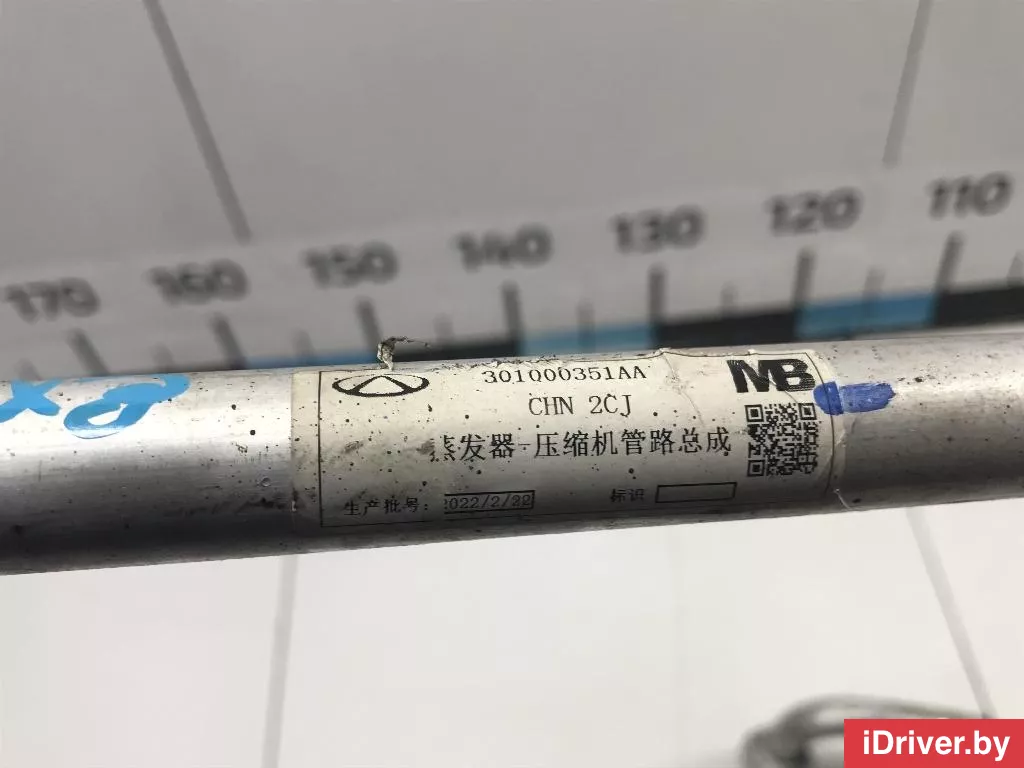 170 160 150 140 130 120 110
301000351AA
MB
CHN 2CJ
蒸发器-压缩机管路总成
生产批号: 2022/2/22
标识
iDriver.by